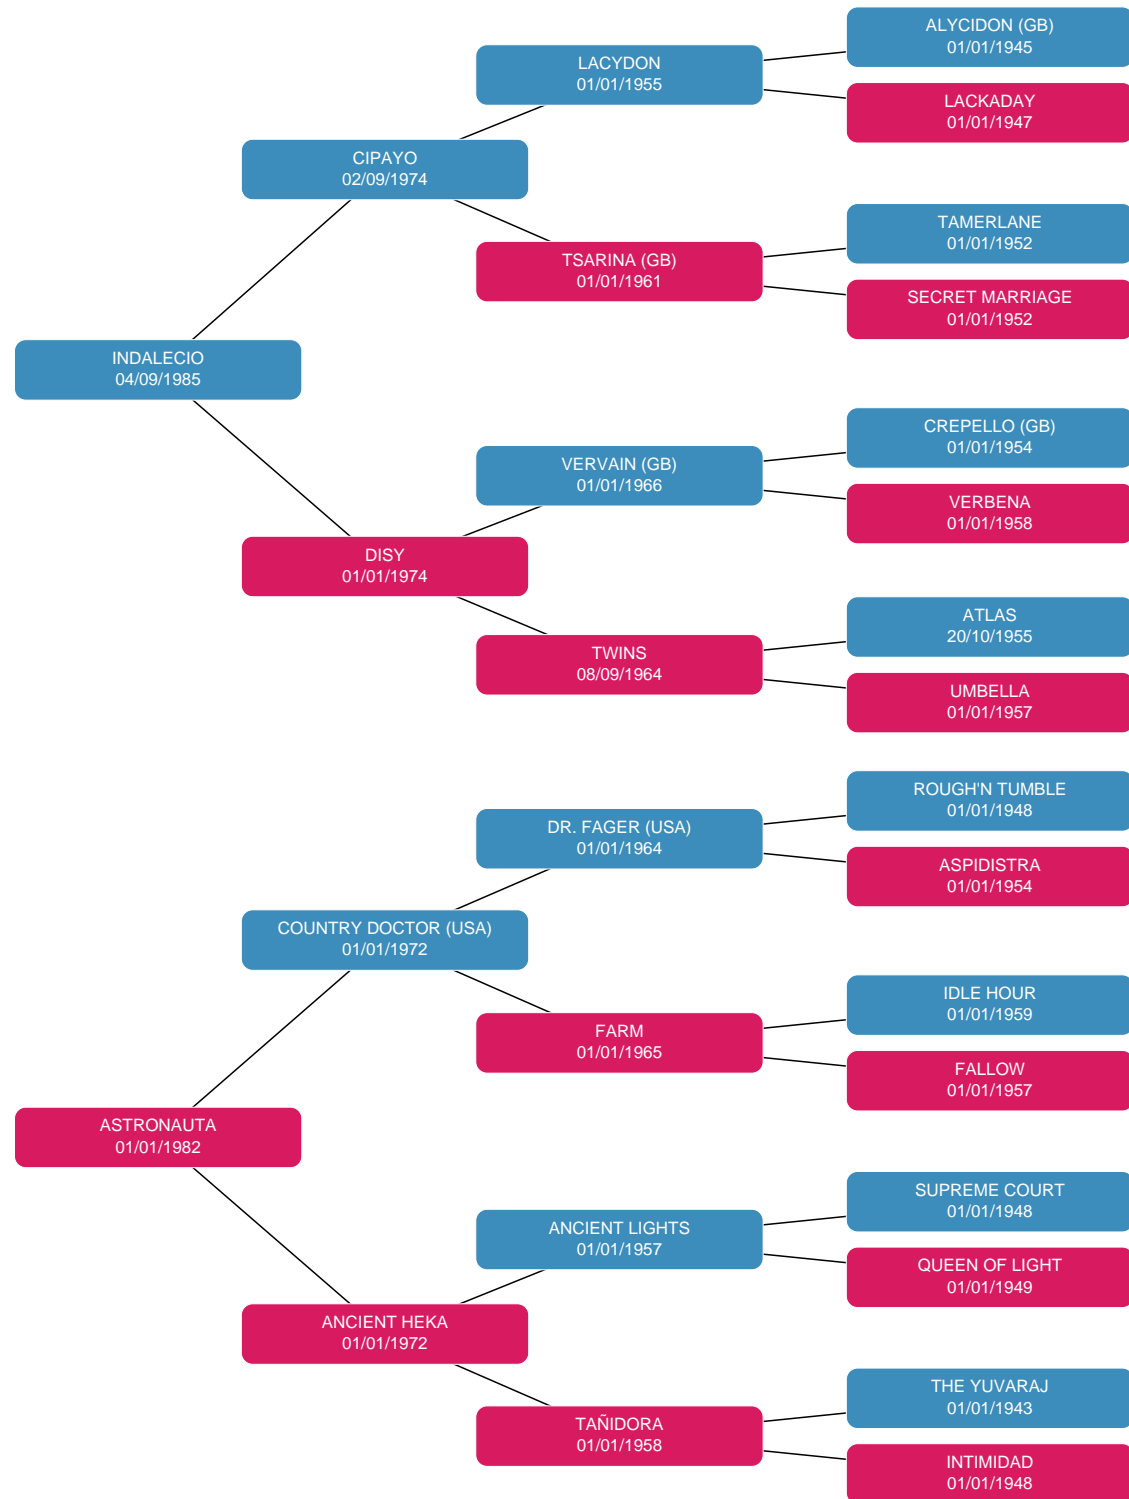 ALYCIDON (GB)
01/01/1945
LACYDON
01/01/1955
LACKADAY
01/01/1947
CIPAYO
02/09/1974
TAMERLANE
01/01/1952
TSARINA (GB)
01/01/1961
SECRET MARRIAGE
01/01/1952
INDALECIO
04/09/1985
CREPELLO (GB)
01/01/1954
VERVAIN (GB)
01/01/1966
VERBENA
01/01/1958
DISY
01/01/1974
ATLAS
20/10/1955
TWINS
08/09/1964
UMBELLA
01/01/1957
ROUGH'N TUMBLE
01/01/1948
DR. FAGER (USA)
01/01/1964
ASPIDISTRA
01/01/1954
COUNTRY DOCTOR (USA)
01/01/1972
IDLE HOUR
01/01/1959
FARM
01/01/1965
FALLOW
01/01/1957
ASTRONAUTA
01/01/1982
SUPREME COURT
01/01/1948
ANCIENT LIGHTS
01/01/1957
QUEEN OF LIGHT
01/01/1949
ANCIENT HEKA
01/01/1972
THE YUVARAJ
01/01/1943
TAÑIDORA
01/01/1958
INTIMIDAD
01/01/1948